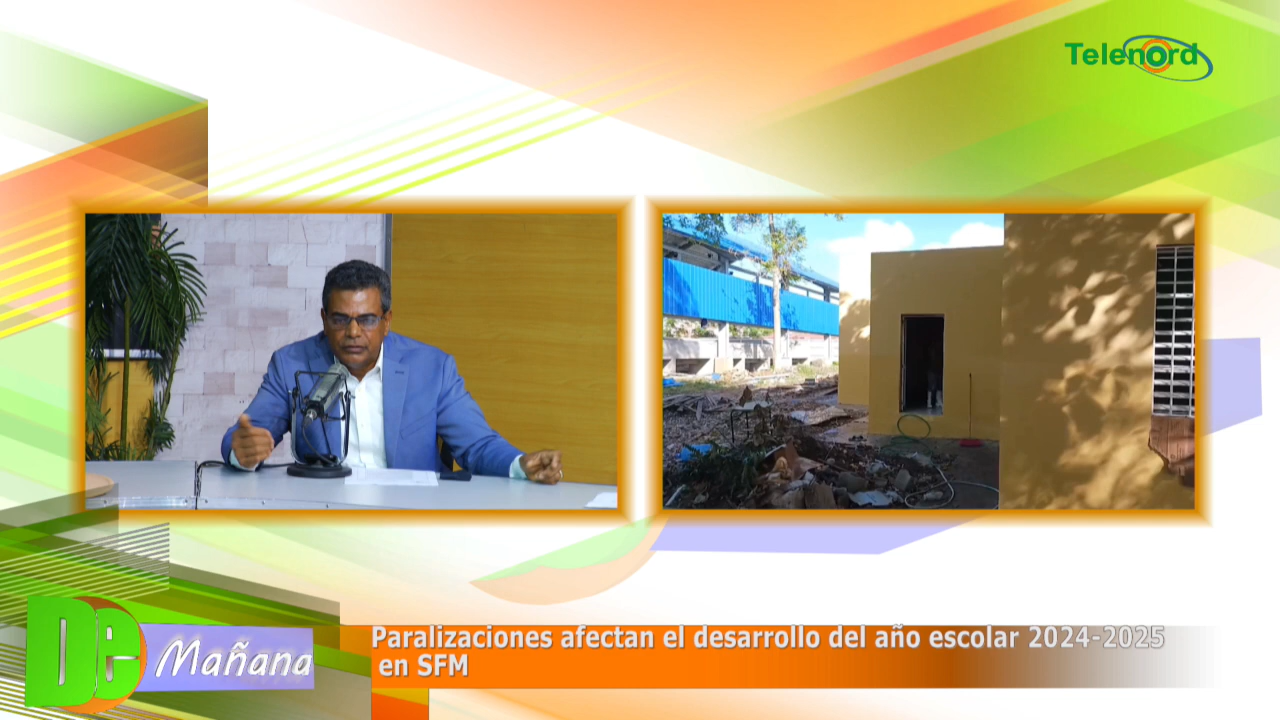 Telenord
Paralizaciones afectan el desarrollo del año escolar 2024-2025
en SFM
De
Mañana